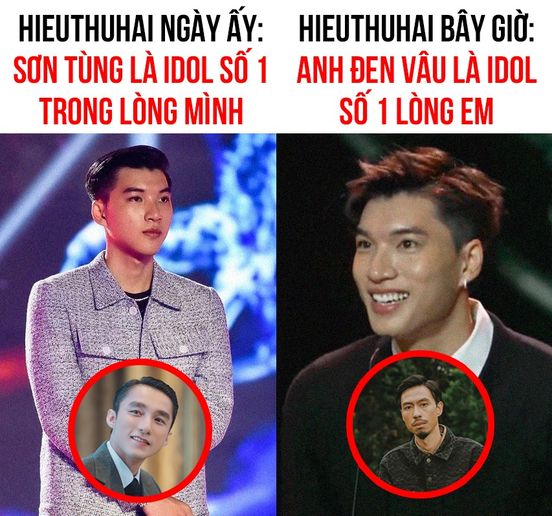 HIEUTHUHAI NGÀY ẤY:
SƠN TÙNG LÀ IDOL SỐ 1
TRONG LÒNG MÌNH
HIEUTHUHAI BÂY GIỜ:
ANH ĐEN VÂU LÀ IDOL
SỐ 1 LÒNG EM